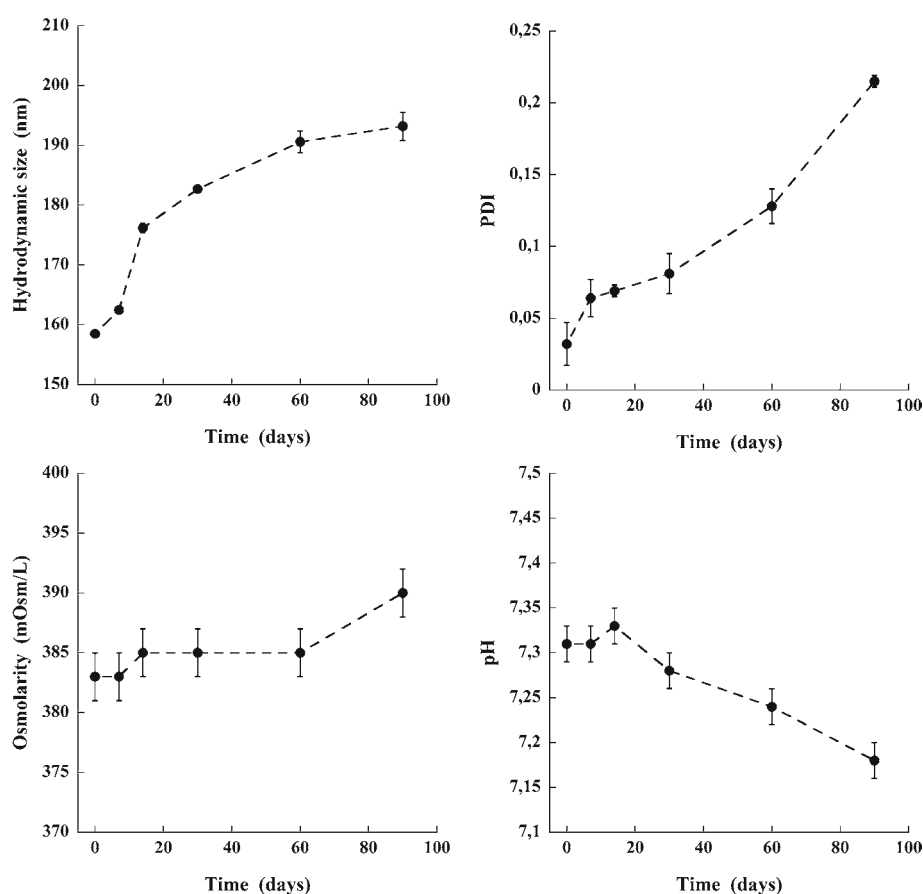 210
200
190
180
170
160
150
Hydrodynamic size (nm)
0 20 40 60 80 100
Time (days)
0,25
0,2
0,15
0,1
0,05
0
PDI
0 20 40 60 80 100
Time (days)
400
395
390
385
380
375
370
Osmolarity (mOsm/L)
0 20 40 60 80 100
Time (days)
7,5
7,45
7,4
7,35
7,3
7,25
7,2
7,15
7,1
pH
0 20 40 60 80 100
Time (days)